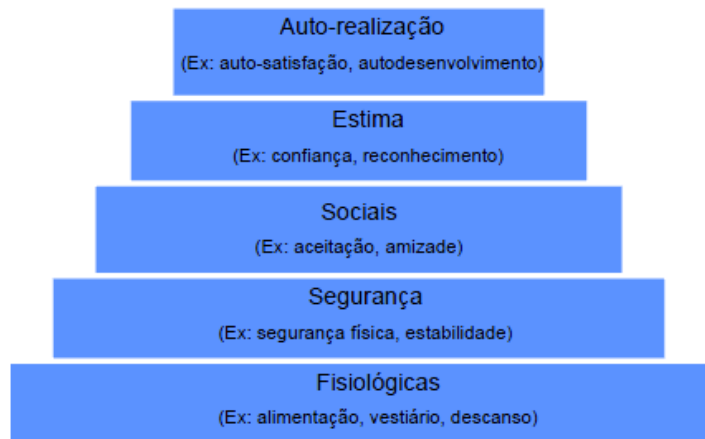 Auto-realização
(Ex: auto-satisfação, autodesenvolvimento)
Estima
(Ex: confiança, reconhecimento)
Sociais
(Ex: aceitação, amizade)
Segurança
(Ex: segurança física, estabilidade)
Fisiológicas
(Ex: alimentação, vestiário, descanso)